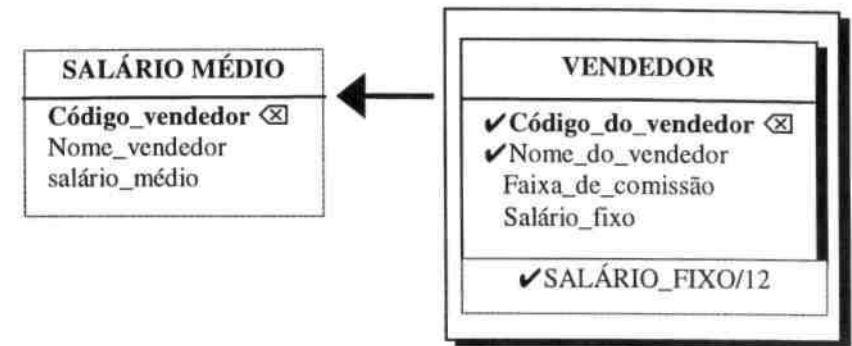 SALÁRIO MÉDIO
Código_vendedor
Nome_vendedor
salário_médio
VENDEDOR
✔Código_do_vendedor
✔Nome_do_vendedor
Faixa_de_comissão
Salário_fixo
✔SALÁRIO_FIXO/12